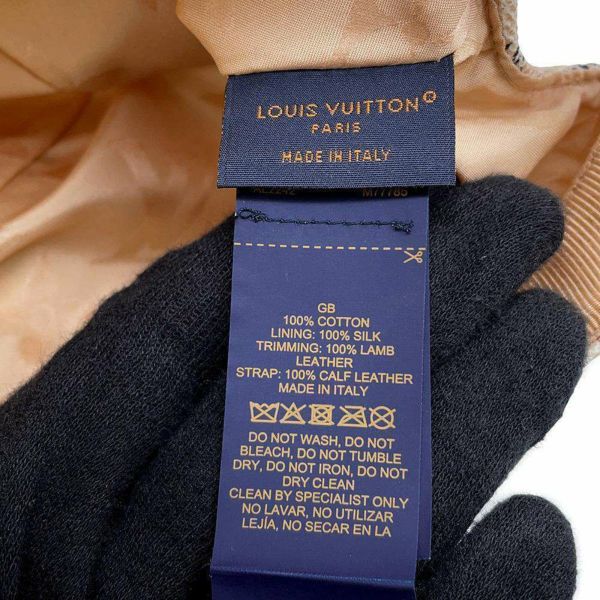 LOUIS VUITTON®
PARIS
MADE IN ITALY
M77785
GB
100% COTTON
LINING: 100% SILK
TRIMMING: 100% LAMB
LEATHER
STRAP: 100% CALF LEATHER
MADE IN ITALY
DO NOT WASH, DO NOT
BLEACH, DO NOT TUMBLE
DRY, DO NOT IRON, DO NOT
DRY CLEAN
CLEAN BY SPECIALIST ONLY
NO LAVAR, NO UTILIZAR
LEJÍA, NO SECAR EN LA